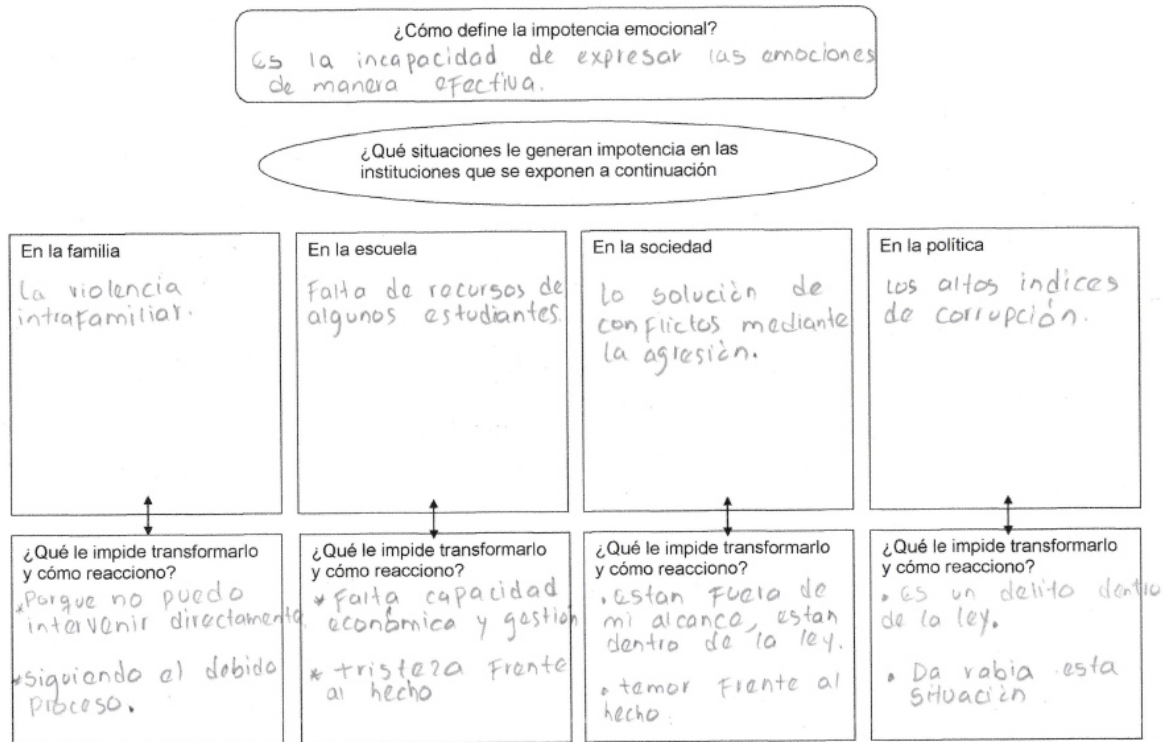 ¿Cómo define la impotencia emocional?
Es la incapacidad de expresar las emociones
de manera efectiva.
¿Qué situaciones le generan impotencia en las
instituciones que se exponen a continuación
En la familia
La violencia
intrafamiliar.
En la escuela
Falta de recursos de
algunos estudiantes.
En la sociedad
lo solución de
conflictos mediante
la agresión.
En la política
Los altos indices
de corrupción.
¿Qué le impide transformarlo
y cómo reacciono?
*Porque no puedo
intervenir directamente.
*siguiendo el debido
proceso.
¿Qué le impide transformarlo
y cómo reacciono?
* Falta capacidad
económica y gestión
* tristeza Frente
al hecho
¿Qué le impide transformarlo
y cómo reacciono?
• Estan Fuera de
mi alcance, estan
dentro de la ley.
• temor Frente al
hecho.
¿Qué le impide transformarlo
y cómo reacciono?
• Es un delito dentro
de la ley.
• Da rabia esta
situación